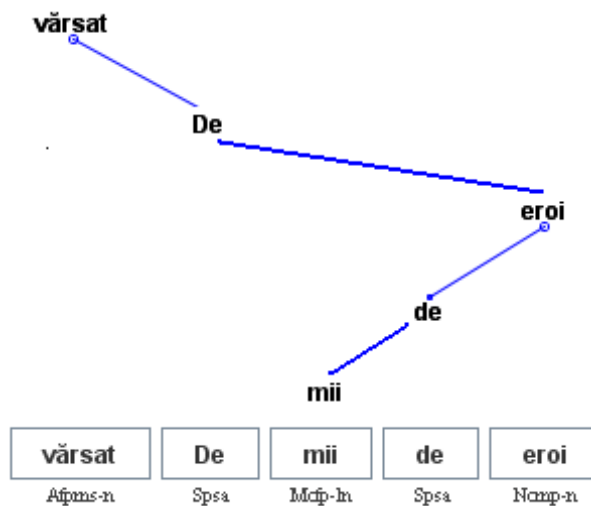 vărsat
De
eroi
de
mii
vărsat De mii de eroi
Afpms-n Spsa Mcfp-ln Spsa Ncmp-n